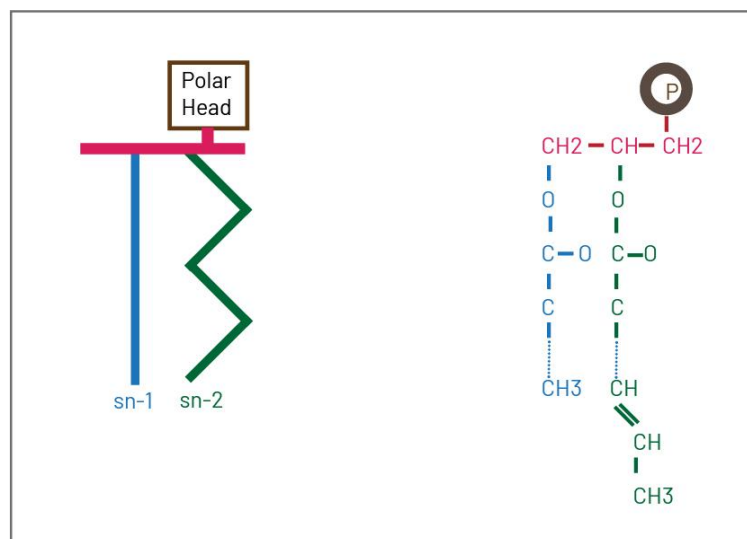 Polar
Head
sn-1
sn-2
P
CH2 CH CH2
O O
C O C O
C C
CH3 CH
CH
CH3